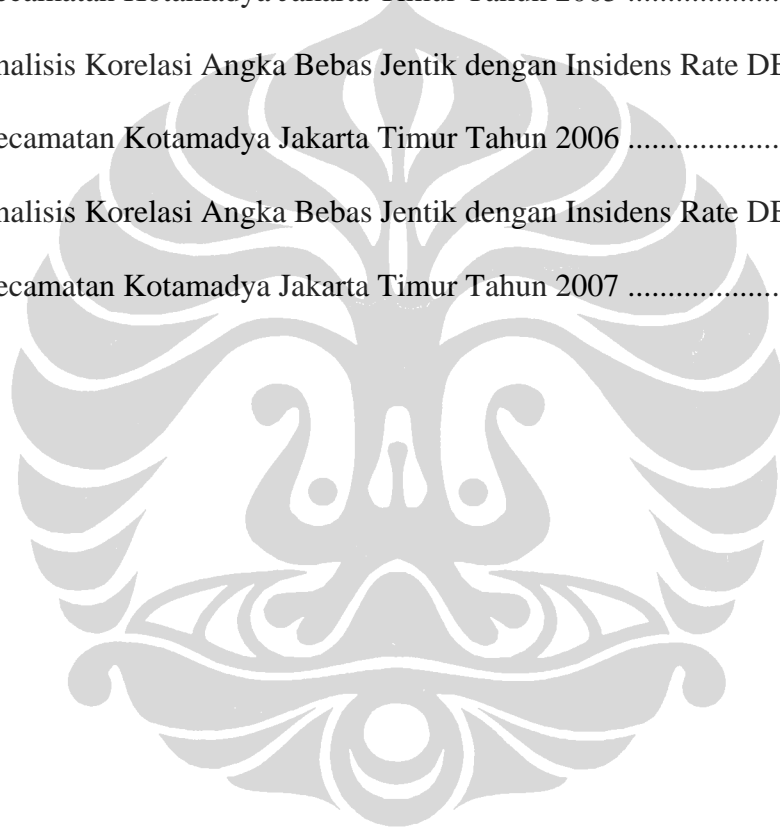 Kotamadya Jakarta Timur Tahun 2005 ...................
nalisis Korelasi Angka Bebas Jentik dengan Insidens Rate DB
ecamatan Kotamadya Jakarta Timur Tahun 2006 ...................
nalisis Korelasi Angka Bebas Jentik dengan Insidens Rate DB
ecamatan Kotamadya Jakarta Timur Tahun 2007 ...................